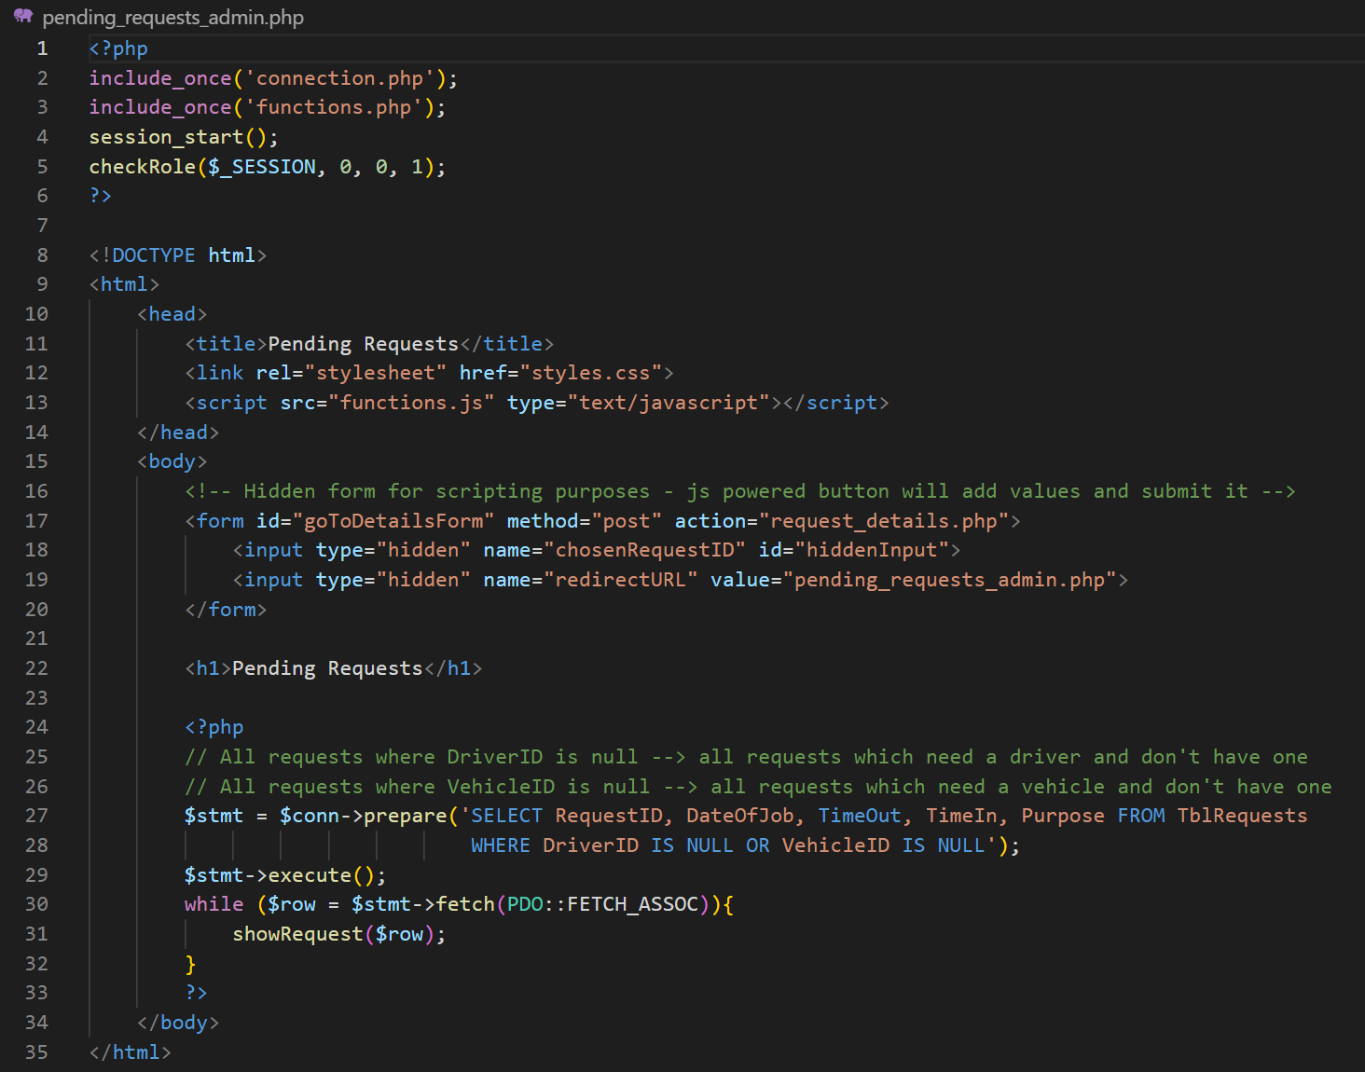 pending_requests_admin.php
1 <?php
2 include_once('connection.php');
3 include_once('functions.php');
4 session_start();
5 checkRole($_SESSION, 0, 0, 1);
6 ?>
7
8 <!DOCTYPE html>
9 <html>
10     <head>
11         <title>Pending Requests</title>
12         <link rel="stylesheet" href="styles.css">
13         <script src="functions.js" type="text/javascript"></script>
14     </head>
15     <body>
16         <!-- Hidden form for scripting purposes - js powered button will add values and submit it -->
17         <form id="goToDetailsForm" method="post" action="request_details.php">
18             <input type="hidden" name="chosenRequestID" id="hiddenInput">
19             <input type="hidden" name="redirectURL" value="pending_requests_admin.php">
20         </form>
21
22         <h1>Pending Requests</h1>
23
24         <?php
25         // All requests where DriverID is null --> all requests which need a driver and don't have one
26         // All requests where VehicleID is null --> all requests which need a vehicle and don't have one
27         $stmt = $conn->prepare('SELECT RequestID, DateOfJob, TimeOut, TimeIn, Purpose FROM TblRequests
28                                 WHERE DriverID IS NULL OR VehicleID IS NULL');
29         $stmt->execute();
30         while ($row = $stmt->fetch(PDO::FETCH_ASSOC)){
31             showRequest($row);
32         }
33         ?>
34     </body>
35 </html>